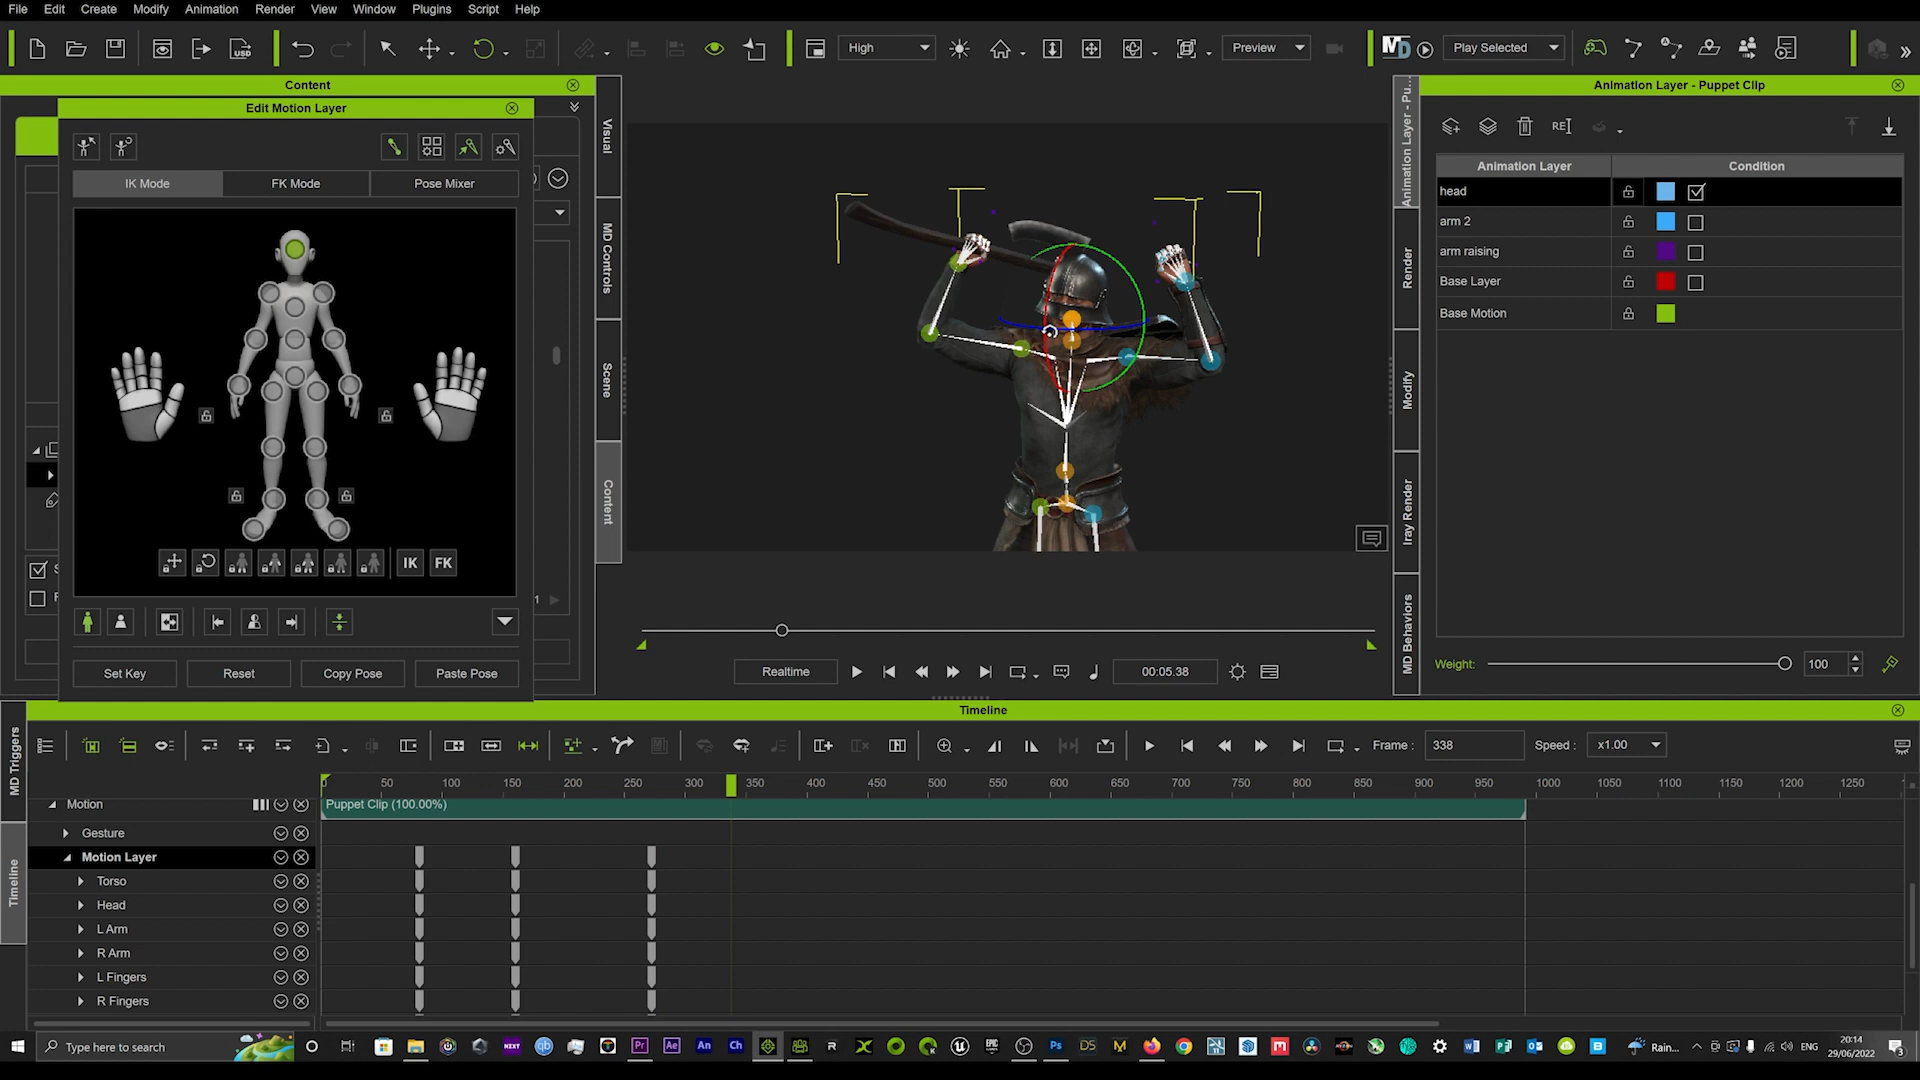 File Edit Create Modify Animation Render View Window Plugins Script Help
High
Preview
Play Selected
Content
Edit Motion Layer
IK Mode FK Mode Pose Mixer
IK FK
Set Key Reset Copy Pose Paste Pose
Visual
MD Controls
Scene
Content
Realtime
00:05.38
Animation Layer - Pu...
Render
Modify
Iray Render
MD Behaviors
Animation Layer - Puppet Clip
Animation Layer Condition
head
arm 2
arm raising
Base Layer
Base Motion
Weight: 100
Timeline
MD Triggers
Timeline
Frame : 338 Speed : x1.00
0 50 100 150 200 250 300 350 400 450 500 550 600 650 700 750 800 850 900 950 1000 1050 1100 1150 1200 1250
Motion
Puppet Clip (100.00%)
Gesture
Motion Layer
Torso
Head
L Arm
R Arm
L Fingers
R Fingers
Type here to search
Rain...
ENG
20:14
29/06/2022